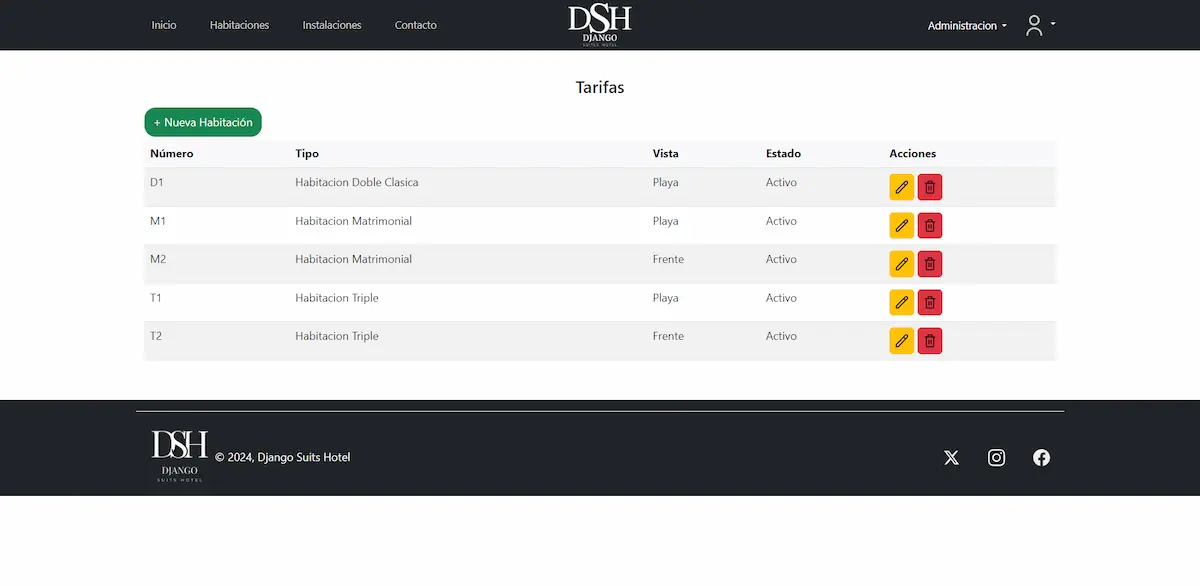 Inicio Habitaciones Instalaciones Contacto DSH Administracion
DJANGO
SUITS HOTEL
Tarifas
+ Nueva Habitación
Número Tipo Vista Estado Acciones
D1 Habitacion Doble Clasica Playa Activo
M1 Habitacion Matrimonial Playa Activo
M2 Habitacion Matrimonial Frente Activo
T1 Habitacion Triple Playa Activo
T2 Habitacion Triple Frente Activo
DSH
DJANGO
SUITS HOTEL
© 2024, Django Suits Hotel